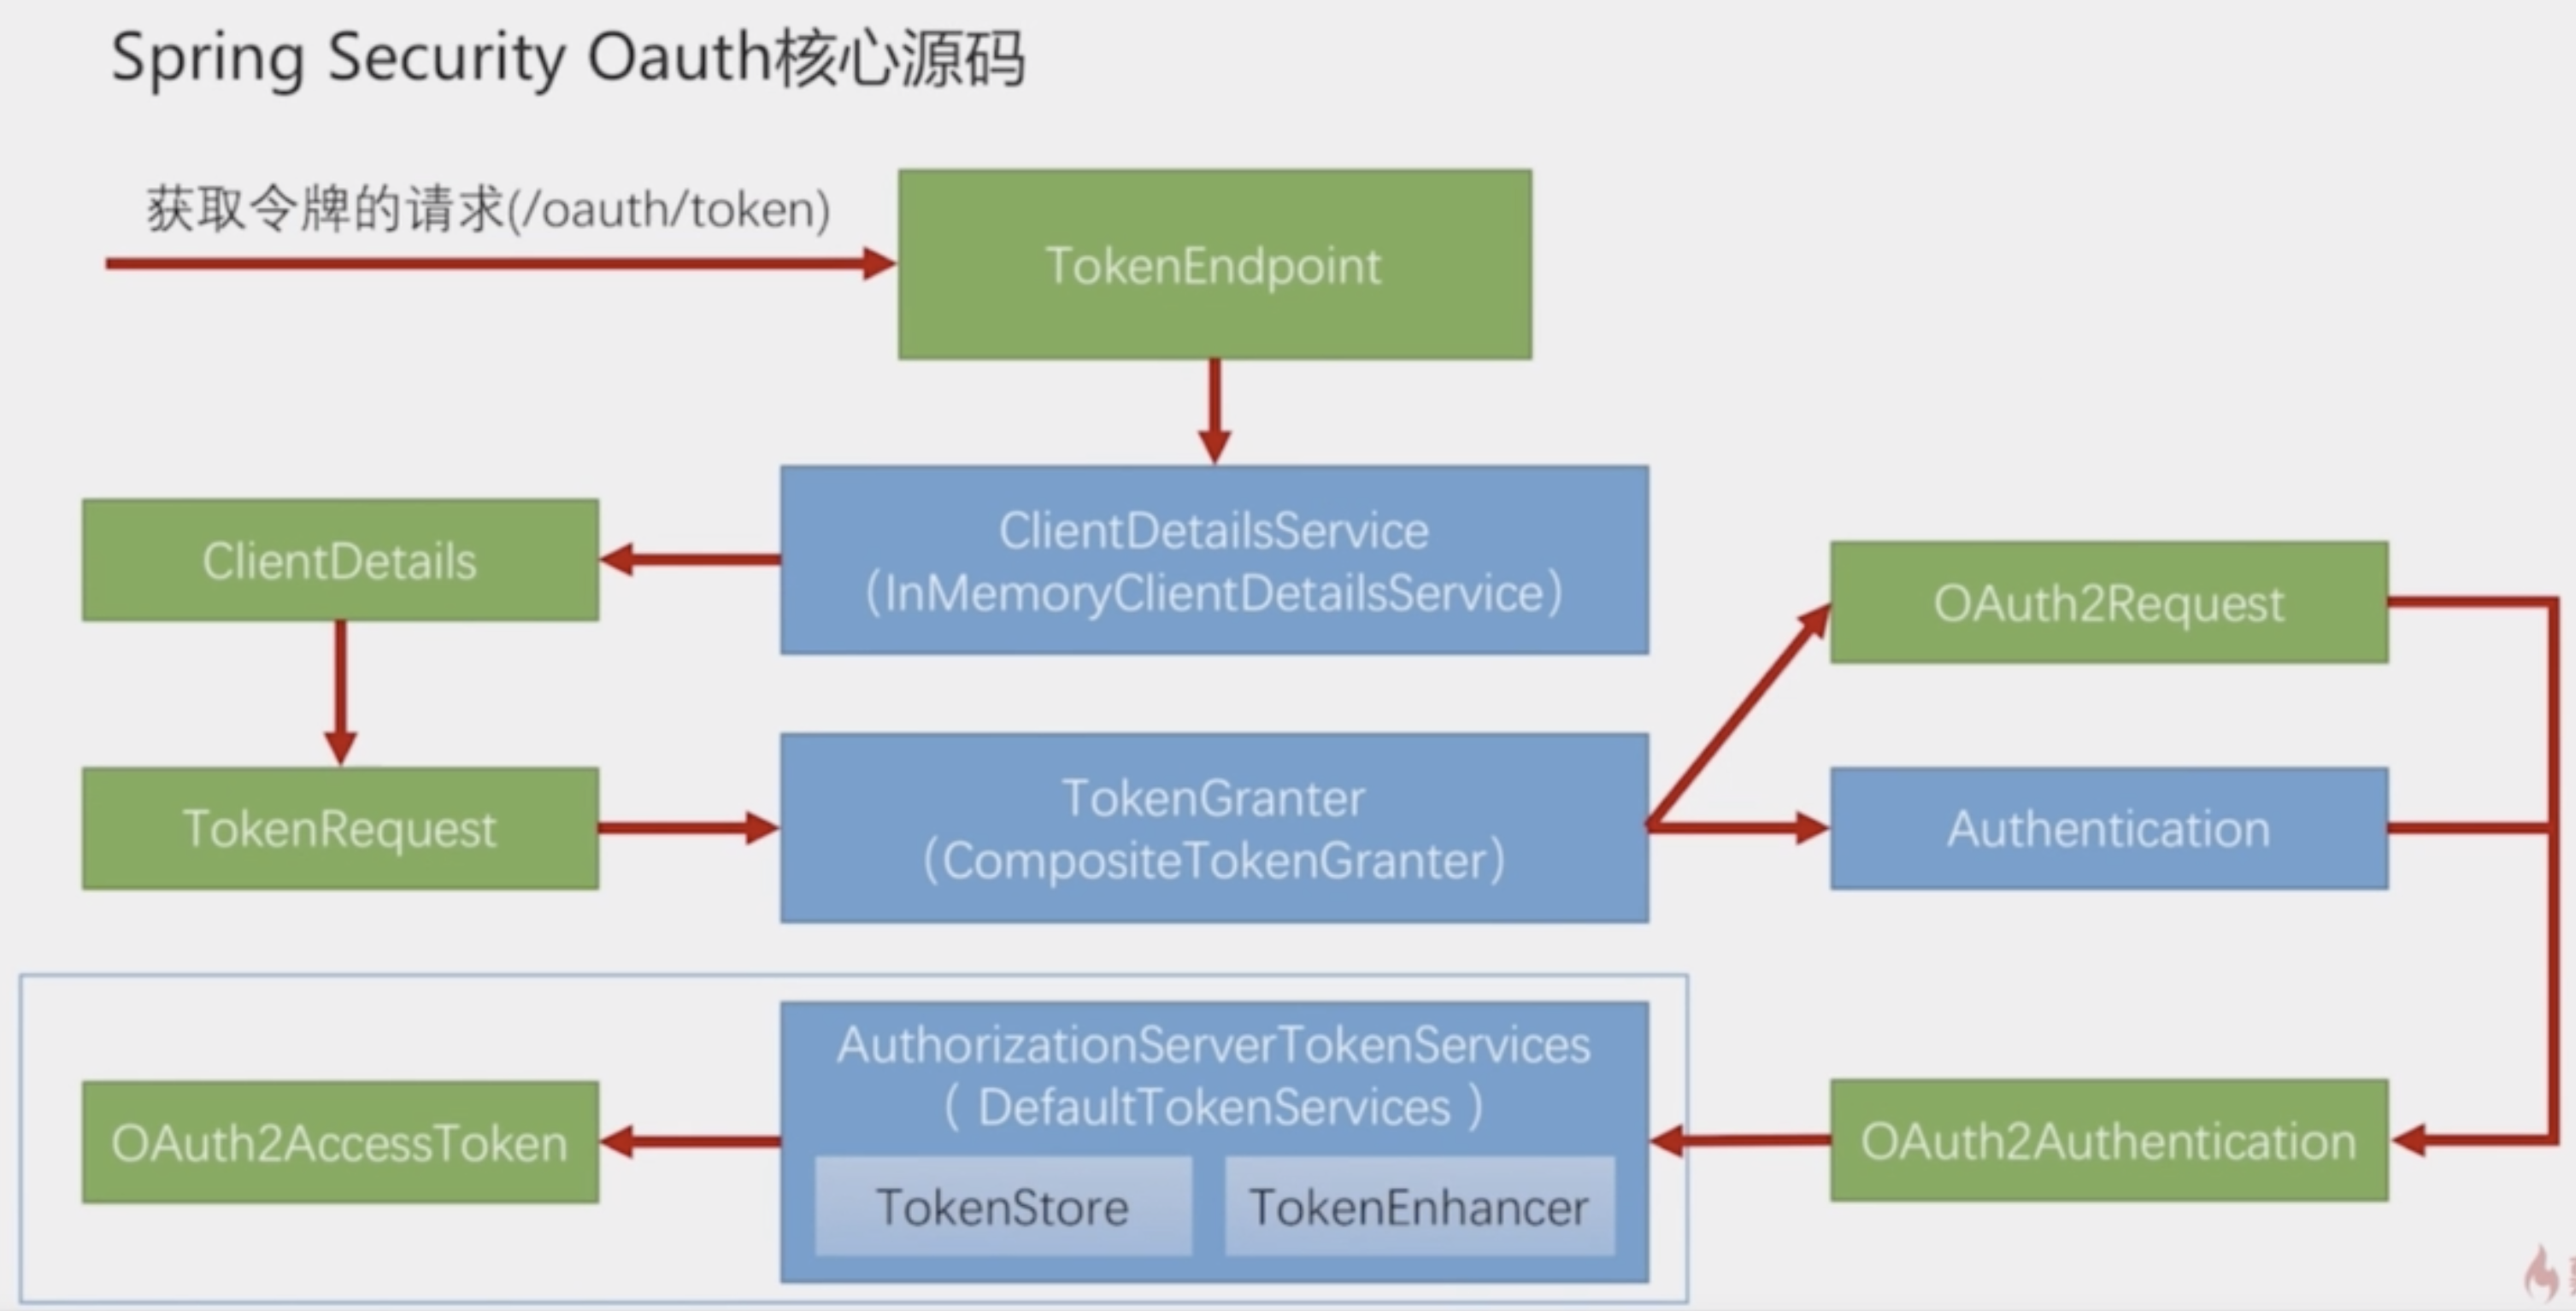 Spring Security Oauth核心源码
获取令牌的请求(/oauth/token)
TokenEndpoint
ClientDetails
ClientDetailsService
（InMemoryClientDetailsService）
OAuth2Request
TokenRequest
TokenGranter
（CompositeTokenGranter）
Authentication
OAuth2AccessToken
AuthorizationServerTokenServices
（ DefaultTokenServices ）
TokenStore
TokenEnhancer
OAuth2Authentication